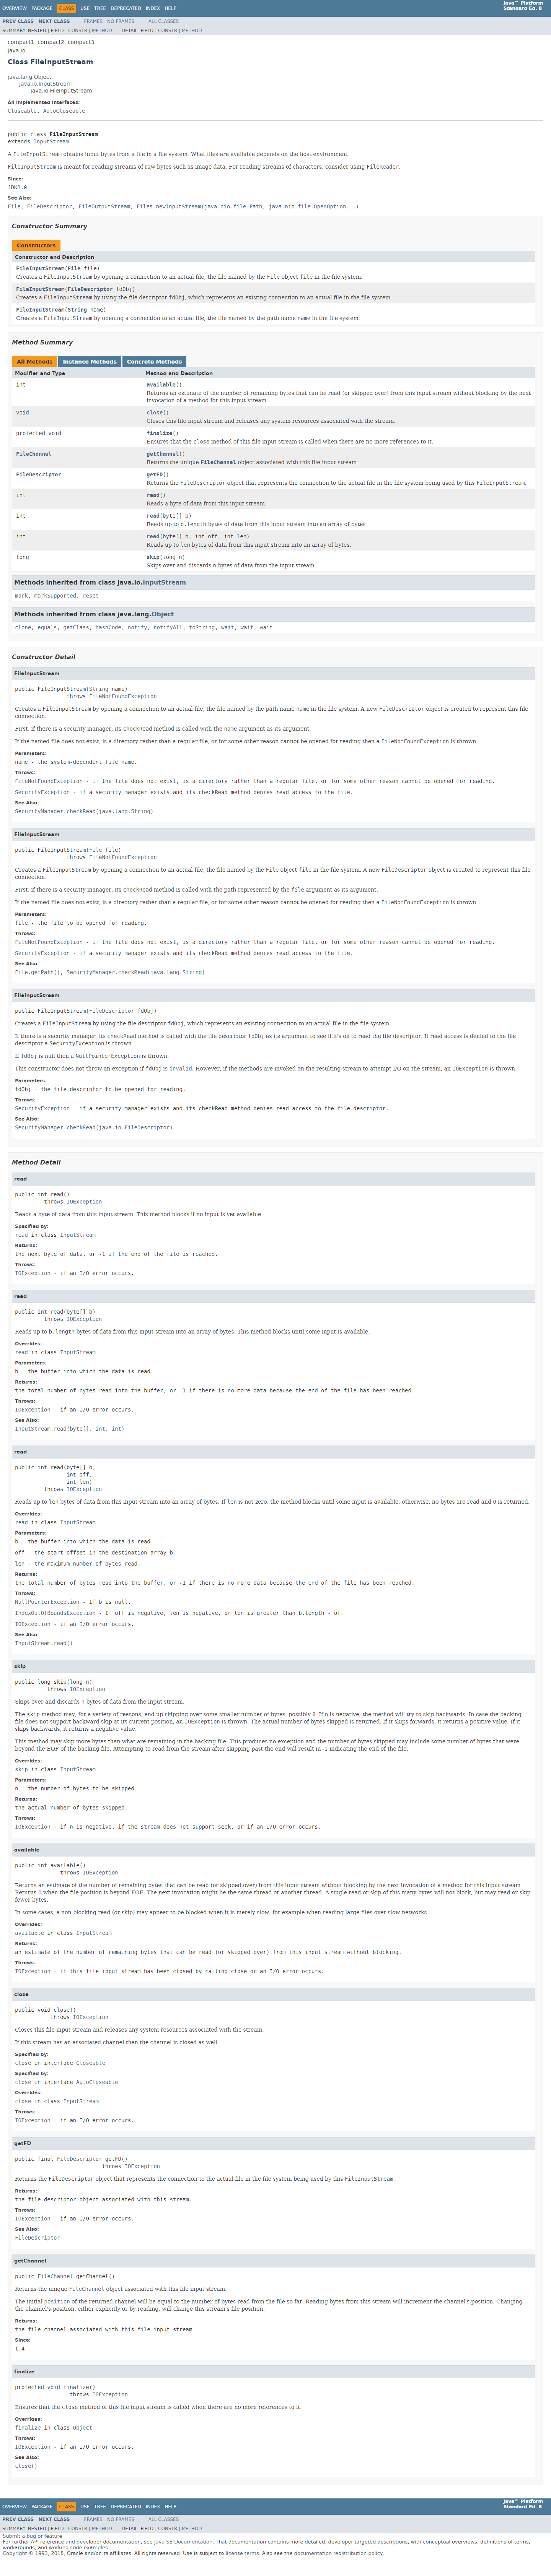 OVERVIEW PACKAGE CLASS USE TREE DEPRECATED INDEX HELP
Java™ Platform
Standard Ed. 8
PREV CLASS NEXT CLASS FRAMES NO FRAMES ALL CLASSES
SUMMARY: NESTED | FIELD | CONSTR | METHOD DETAIL: FIELD | CONSTR | METHOD
compact1, compact2, compact3
java.io
Class FileInputStream
java.lang.Object
java.io.InputStream
java.io.FileInputStream
All Implemented Interfaces:
Closeable, AutoCloseable
public class FileInputStream
extends InputStream
A FileInputStream obtains input bytes from a file in a file system. What files are available depends on the host environment.
FileInputStream is meant for reading streams of raw bytes such as image data. For reading streams of characters, consider using FileReader.
Since:
JDK1.0
See Also:
File, FileDescriptor, FileOutputStream, Files.newInputStream(java.nio.file.Path, java.nio.file.OpenOption...)
Constructor Summary
Constructors
Constructor and Description
FileInputStream(File file)
Creates a FileInputStream by opening a connection to an actual file, the file named by the File object file in the file system.
FileInputStream(FileDescriptor fdObj)
Creates a FileInputStream by using the file descriptor fdObj, which represents an existing connection to an actual file in the file system.
FileInputStream(String name)
Creates a FileInputStream by opening a connection to an actual file, the file named by the path name name in the file system.
Method Summary
All Methods Instance Methods Concrete Methods
Modifier and Type Method and Description
int available()
Returns an estimate of the number of remaining bytes that can be read (or skipped over) from this input stream without blocking by the next
invocation of a method for this input stream.
void close()
Closes this file input stream and releases any system resources associated with the stream.
protected void finalize()
Ensures that the close method of this file input stream is called when there are no more references to it.
FileChannel getChannel()
Returns the unique FileChannel object associated with this file input stream.
FileDescriptor getFD()
Returns the FileDescriptor object that represents the connection to the actual file in the file system being used by this FileInputStream.
int read()
Reads a byte of data from this input stream.
int read(byte[] b)
Reads up to b.length bytes of data from this input stream into an array of bytes.
int read(byte[] b, int off, int len)
Reads up to len bytes of data from this input stream into an array of bytes.
long skip(long n)
Skips over and discards n bytes of data from the input stream.
Methods inherited from class java.io.InputStream
mark, markSupported, reset
Methods inherited from class java.lang.Object
clone, equals, getClass, hashCode, notify, notifyAll, toString, wait, wait, wait
Constructor Detail
FileInputStream
public FileInputStream(String name)
throws FileNotFoundException
Creates a FileInputStream by opening a connection to an actual file, the file named by the path name name in the file system. A new FileDescriptor object is created to represent this file
connection.
First, if there is a security manager, its checkRead method is called with the name argument as its argument.
If the named file does not exist, is a directory rather than a regular file, or for some other reason cannot be opened for reading then a FileNotFoundException is thrown.
Parameters:
name - the system-dependent file name.
Throws:
FileNotFoundException - if the file does not exist, is a directory rather than a regular file, or for some other reason cannot be opened for reading.
SecurityException - if a security manager exists and its checkRead method denies read access to the file.
See Also:
SecurityManager.checkRead(java.lang.String)
FileInputStream
public FileInputStream(File file)
throws FileNotFoundException
Creates a FileInputStream by opening a connection to an actual file, the file named by the File object file in the file system. A new FileDescriptor object is created to represent this file
connection.
First, if there is a security manager, its checkRead method is called with the path represented by the file argument as its argument.
If the named file does not exist, is a directory rather than a regular file, or for some other reason cannot be opened for reading then a FileNotFoundException is thrown.
Parameters:
file - the file to be opened for reading.
Throws:
FileNotFoundException - if the file does not exist, is a directory rather than a regular file, or for some other reason cannot be opened for reading.
SecurityException - if a security manager exists and its checkRead method denies read access to the file.
See Also:
File.getPath(), SecurityManager.checkRead(java.lang.String)
FileInputStream
public FileInputStream(FileDescriptor fdObj)
Creates a FileInputStream by using the file descriptor fdObj, which represents an existing connection to an actual file in the file system.
If there is a security manager, its checkRead method is called with the file descriptor fdObj as its argument to see if it's ok to read the file descriptor. If read access is denied to the file
descriptor a SecurityException is thrown.
If fdObj is null then a NullPointerException is thrown.
This constructor does not throw an exception if fdObj is invalid. However, if the methods are invoked on the resulting stream to attempt I/O on the stream, an IOException is thrown.
Parameters:
fdObj - the file descriptor to be opened for reading.
Throws:
SecurityException - if a security manager exists and its checkRead method denies read access to the file descriptor.
See Also:
SecurityManager.checkRead(java.io.FileDescriptor)
Method Detail
read
public int read()
throws IOException
Reads a byte of data from this input stream. This method blocks if no input is yet available.
Specified by:
read in class InputStream
Returns:
the next byte of data, or -1 if the end of the file is reached.
Throws:
IOException - if an I/O error occurs.
read
public int read(byte[] b)
throws IOException
Reads up to b.length bytes of data from this input stream into an array of bytes. This method blocks until some input is available.
Overrides:
read in class InputStream
Parameters:
b - the buffer into which the data is read.
Returns:
the total number of bytes read into the buffer, or -1 if there is no more data because the end of the file has been reached.
Throws:
IOException - if an I/O error occurs.
See Also:
InputStream.read(byte[], int, int)
read
public int read(byte[] b,
int off,
int len)
throws IOException
Reads up to len bytes of data from this input stream into an array of bytes. If len is not zero, the method blocks until some input is available; otherwise, no bytes are read and 0 is returned.
Overrides:
read in class InputStream
Parameters:
b - the buffer into which the data is read.
off - the start offset in the destination array b
len - the maximum number of bytes read.
Returns:
the total number of bytes read into the buffer, or -1 if there is no more data because the end of the file has been reached.
Throws:
NullPointerException - If b is null.
IndexOutOfBoundsException - If off is negative, len is negative, or len is greater than b.length - off
IOException - if an I/O error occurs.
See Also:
InputStream.read()
skip
public long skip(long n)
throws IOException
Skips over and discards n bytes of data from the input stream.
The skip method may, for a variety of reasons, end up skipping over some smaller number of bytes, possibly 0. If n is negative, the method will try to skip backwards. In case the backing
file does not support backward skip at its current position, an IOException is thrown. The actual number of bytes skipped is returned. If it skips forwards, it returns a positive value. If it
skips backwards, it returns a negative value.
This method may skip more bytes than what are remaining in the backing file. This produces no exception and the number of bytes skipped may include some number of bytes that were
beyond the EOF of the backing file. Attempting to read from the stream after skipping past the end will result in -1 indicating the end of the file.
Overrides:
skip in class InputStream
Parameters:
n - the number of bytes to be skipped.
Returns:
the actual number of bytes skipped.
Throws:
IOException - if n is negative, if the stream does not support seek, or if an I/O error occurs.
available
public int available()
throws IOException
Returns an estimate of the number of remaining bytes that can be read (or skipped over) from this input stream without blocking by the next invocation of a method for this input stream.
Returns 0 when the file position is beyond EOF. The next invocation might be the same thread or another thread. A single read or skip of this many bytes will not block, but may read or skip
fewer bytes.
In some cases, a non-blocking read (or skip) may appear to be blocked when it is merely slow, for example when reading large files over slow networks.
Overrides:
available in class InputStream
Returns:
an estimate of the number of remaining bytes that can be read (or skipped over) from this input stream without blocking.
Throws:
IOException - if this file input stream has been closed by calling close or an I/O error occurs.
close
public void close()
throws IOException
Closes this file input stream and releases any system resources associated with the stream.
If this stream has an associated channel then the channel is closed as well.
Specified by:
close in interface Closeable
Specified by:
close in interface AutoCloseable
Overrides:
close in class InputStream
Throws:
IOException - if an I/O error occurs.
getFD
public final FileDescriptor getFD()
throws IOException
Returns the FileDescriptor object that represents the connection to the actual file in the file system being used by this FileInputStream.
Returns:
the file descriptor object associated with this stream.
Throws:
IOException - if an I/O error occurs.
See Also:
FileDescriptor
getChannel
public FileChannel getChannel()
Returns the unique FileChannel object associated with this file input stream.
The initial position of the returned channel will be equal to the number of bytes read from the file so far. Reading bytes from this stream will increment the channel's position. Changing
the channel's position, either explicitly or by reading, will change this stream's file position.
Returns:
the file channel associated with this file input stream
Since:
1.4
finalize
protected void finalize()
throws IOException
Ensures that the close method of this file input stream is called when there are no more references to it.
Overrides:
finalize in class Object
Throws:
IOException - if an I/O error occurs.
See Also:
close()
OVERVIEW PACKAGE CLASS USE TREE DEPRECATED INDEX HELP
Java™ Platform
Standard Ed. 8
PREV CLASS NEXT CLASS FRAMES NO FRAMES ALL CLASSES
SUMMARY: NESTED | FIELD | CONSTR | METHOD DETAIL: FIELD | CONSTR | METHOD
Submit a bug or feature
For further API reference and developer documentation, see Java SE Documentation. That documentation contains more detailed, developer-targeted descriptions, with conceptual overviews, definitions of terms,
workarounds, and working code examples.
Copyright © 1993, 2018, Oracle and/or its affiliates. All rights reserved. Use is subject to license terms. Also see the documentation redistribution policy.